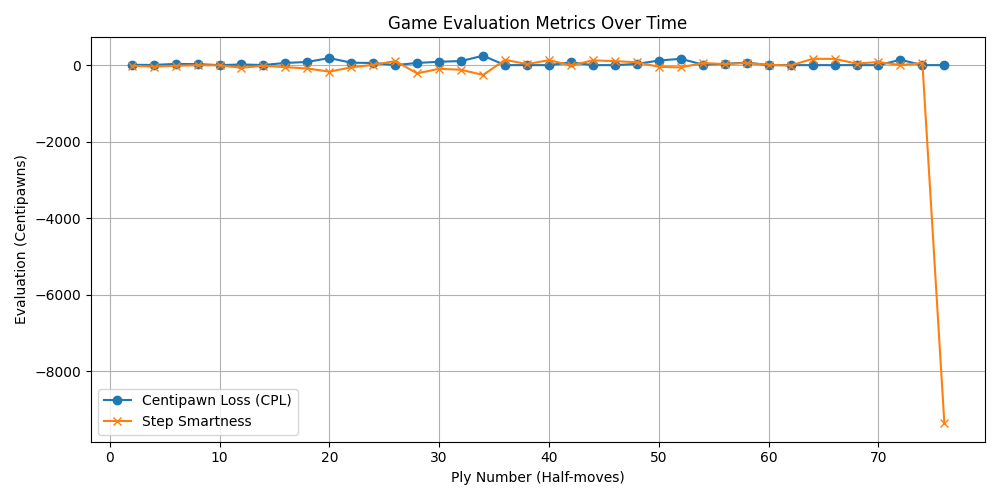 Game Evaluation Metrics Over Time
Evaluation (Centipawns)
0
−2000
−4000
−6000
−8000
Centipawn Loss (CPL)
Step Smartness
0 10 20 30 40 50 60 70
Ply Number (Half-moves)